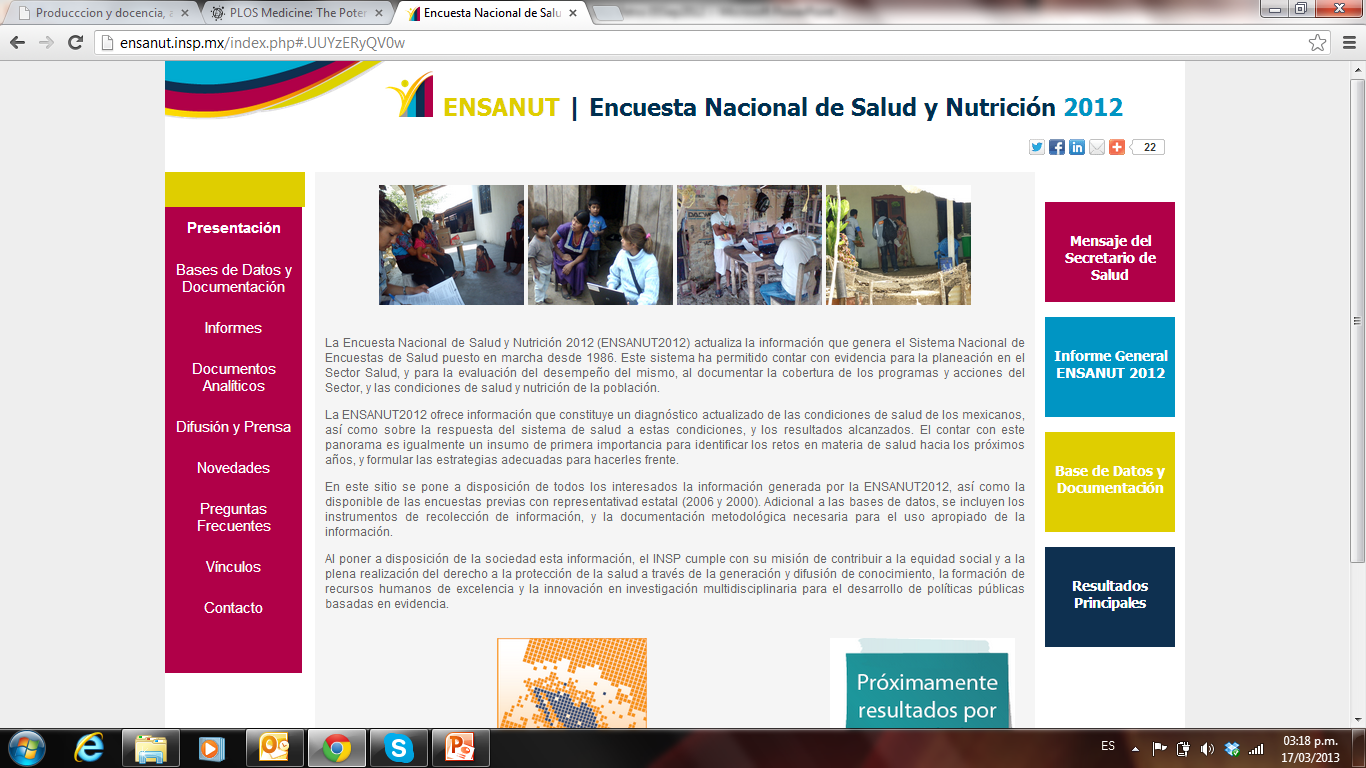 Producccion y docencia, a
PLOS Medicine: The Poter
Encuesta Nacional de Salu
ensanut.insp.mx/index.php#.UUYzERyQV0w
ENSANUT | Encuesta Nacional de Salud y Nutrición 2012
22
Presentación
Bases de Datos y
Documentación
Informes
Documentos
Analíticos
Difusión y Prensa
Novedades
Preguntas
Frecuentes
Vínculos
Contacto
La Encuesta Nacional de Salud y Nutrición 2012 (ENSANUT2012) actualiza la información que genera el Sistema Nacional de
Encuestas de Salud puesto en marcha desde 1986. Este sistema ha permitido contar con evidencia para la planeación en el
Sector Salud, y para la evaluación del desempeño del mismo, al documentar la cobertura de los programas y acciones del
Sector, y las condiciones de salud y nutrición de la población.
La ENSANUT2012 ofrece información que constituye un diagnóstico actualizado de las condiciones de salud de los mexicanos,
así como sobre la respuesta del sistema de salud a estas condiciones, y los resultados alcanzados. El contar con este
panorama es igualmente un insumo de primera importancia para identificar los retos en materia de salud hacia los próximos
años, y formular las estrategias adecuadas para hacerles frente.
En este sitio se pone a disposición de todos los interesados la información generada por la ENSANUT2012, así como la
disponible de las encuestas previas con representivad estatal (2006 y 2000). Adicional a las bases de datos, se incluyen los
instrumentos de recolección de información, y la documentación metodológica necesaria para el uso apropiado de la
información.
Al poner a disposición de la sociedad esta información, el INSP cumple con su misión de contribuir a la equidad social y a la
plena realización del derecho a la protección de la salud a través de la generación y difusión de conocimiento, la formación de
recursos humanos de excelencia y la innovación en investigación multidisciplinaria para el desarrollo de políticas públicas
basadas en evidencia.
Próximamente
resultados por
Mensaje del
Secretario de
Salud
Informe General
ENSANUT 2012
Base de Datos y
Documentación
Resultados
Principales
ES
03:18 p.m.
17/03/2013